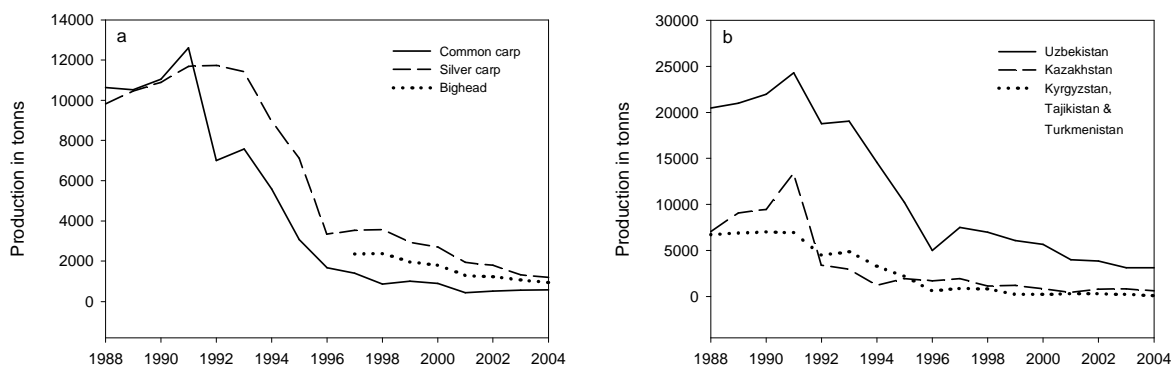 a
Common carp
Silver carp
Bighead
Production in tonns
14000
12000
10000
8000
6000
4000
2000
0
1988 1990 1992 1994 1996 1998 2000 2002 2004
b
Uzbekistan
Kazakhstan
Kyrgyzstan,
Tajikistan &
Turkmenistan
Production in tonns
30000
25000
20000
15000
10000
5000
0
1988 1990 1992 1994 1996 1998 2000 2002 2004